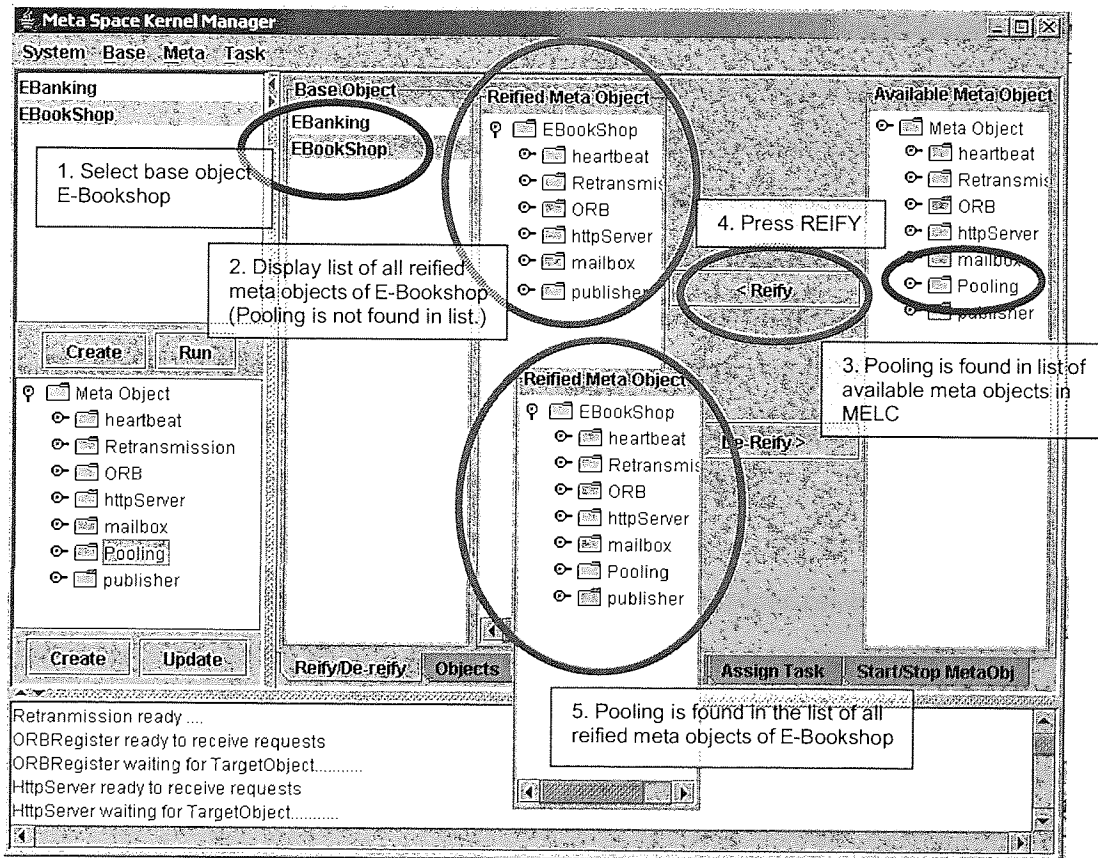 Meta Space Kernel Manager
System Base Meta Task
EBanking
EBookShop
1. Select base object
E-Bookshop
Create Run
Meta Object
heartbeat
Retransmission
ORB
httpServer
mailbox
Pooling
publisher
Create Update
Base Object
EBanking
EBookShop
2. Display list of all reified
meta objects of E-Bookshop
(Pooling is not found in list.)
Reified Meta Object
EBookShop
heartbeat
Retransmis
ORB
httpServer
mailbox
publisher
4. Press REIFY
< Reify
De-Reify >
Available Meta Object
Meta Object
heartbeat
Retransmis
ORB
httpServer
mailbox
Pooling
publisher
3. Pooling is found in list of
available meta objects in
MELC
Reified Meta Object
EBookShop
heartbeat
Retransmis
ORB
httpServer
mailbox
Pooling
publisher
Reify/De-reify Objects Assign Task Start/Stop MetaObj
5. Pooling is found in the list of all
reified meta objects of E-Bookshop
Retranmission ready ....
ORBRegister ready to receive requests
ORBRegister waiting for TargetObject...........
HttpServer ready to receive requests
HttpServer waiting for TargetObject...........